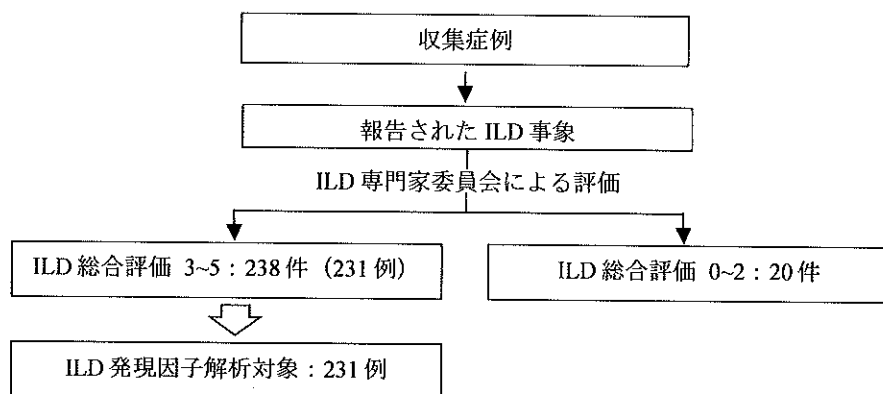 収集症例
報告された ILD 事象
ILD 専門家委員会による評価
ILD 総合評価 3~5：238 件（231 例）
ILD 総合評価 0~2：20 件
ILD 発現因子解析対象：231 例